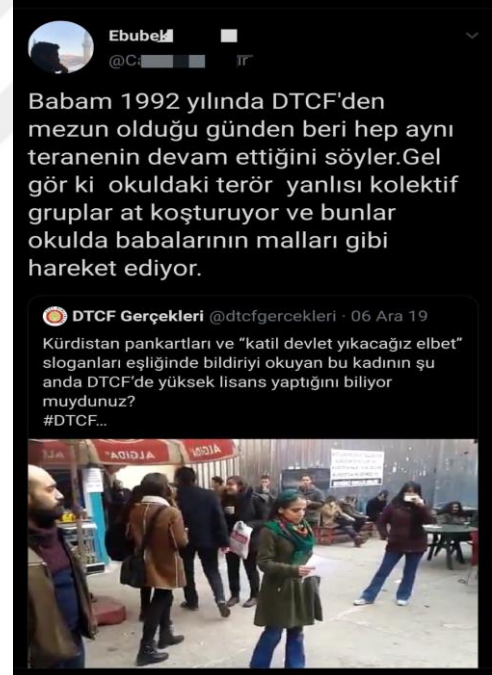 Ebubek
@C
Babam 1992 yılında DTCF'den
mezun olduğu günden beri hep aynı
teranenin devam ettiğini söyler.Gel
gör ki okuldaki terör yanlısı kolektif
gruplar at koşturuyor ve bunlar
okulda babalarının malları gibi
hareket ediyor.
DTCF Gerçekleri @dtcfgercekleri · 06 Ara 19
Kürdistan pankartları ve “katil devlet yıkacağız elbet”
sloganları eşliğinde bildiriyi okuyan bu kadının şu
anda DTCF’de yüksek lisans yaptığını biliyor
muydunuz?
#DTCF...
ALGIDA